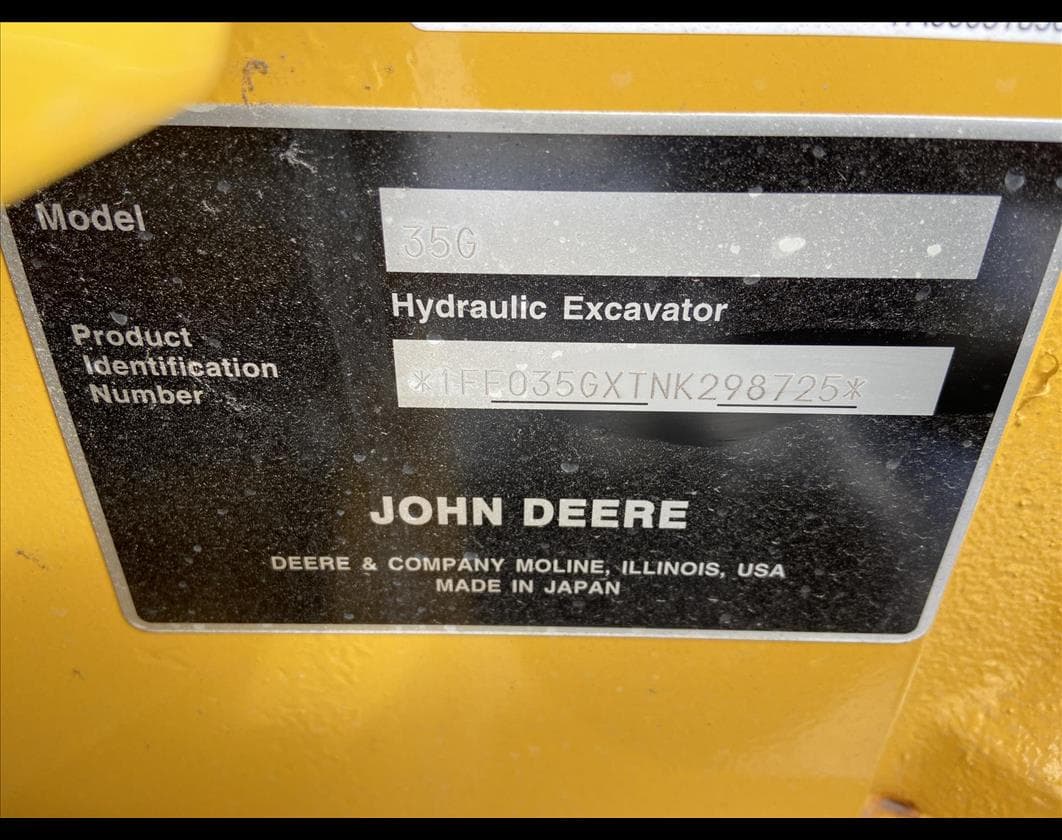 Model
35G
Hydraulic Excavator
Product
Identification
Number
*1FF035GXTNK298725*
JOHN DEERE
DEERE & COMPANY MOLINE, ILLINOIS, USA
MADE IN JAPAN